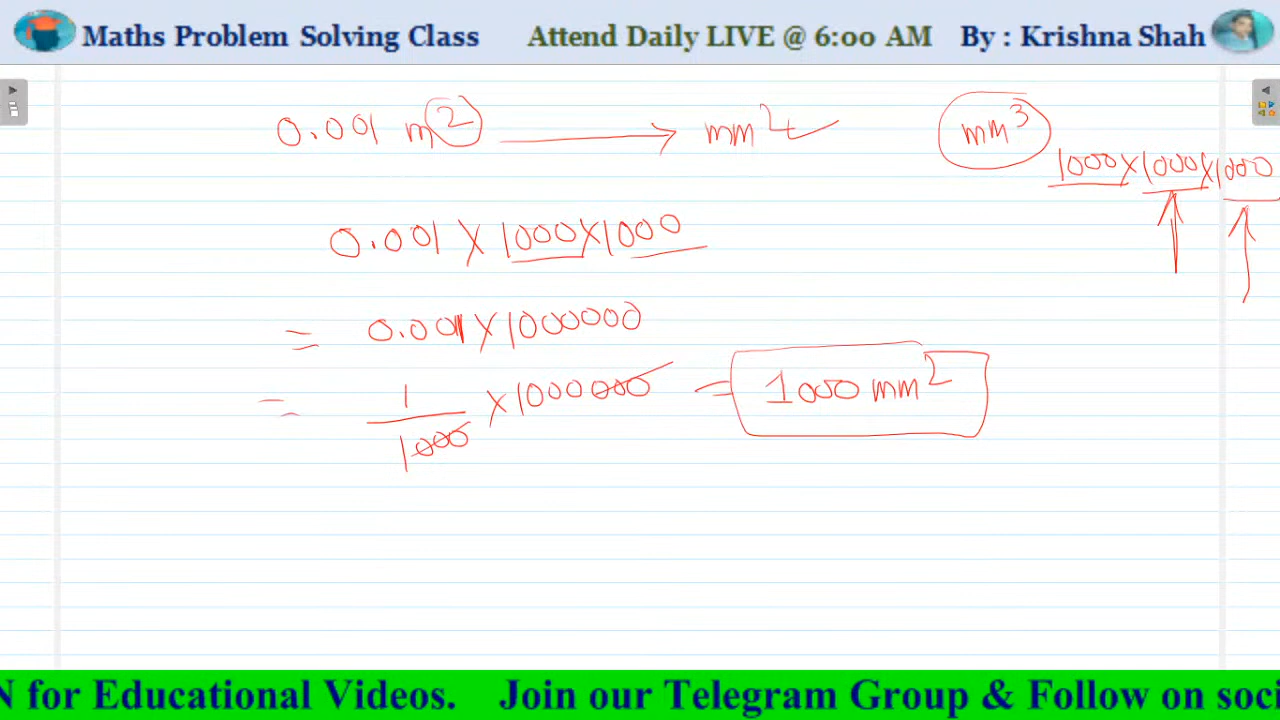 Maths Problem Solving Class Attend Daily LIVE @ 6:00 AM By : Krishna Shah
0.001 m² → mm² mm³
1000×1000×1000
0.001 × 1000×1000
= 0.001×1000000
= 1/1000 ×1000000 = 1000 mm²
N for Educational Videos. Join our Telegram Group & Follow on soci